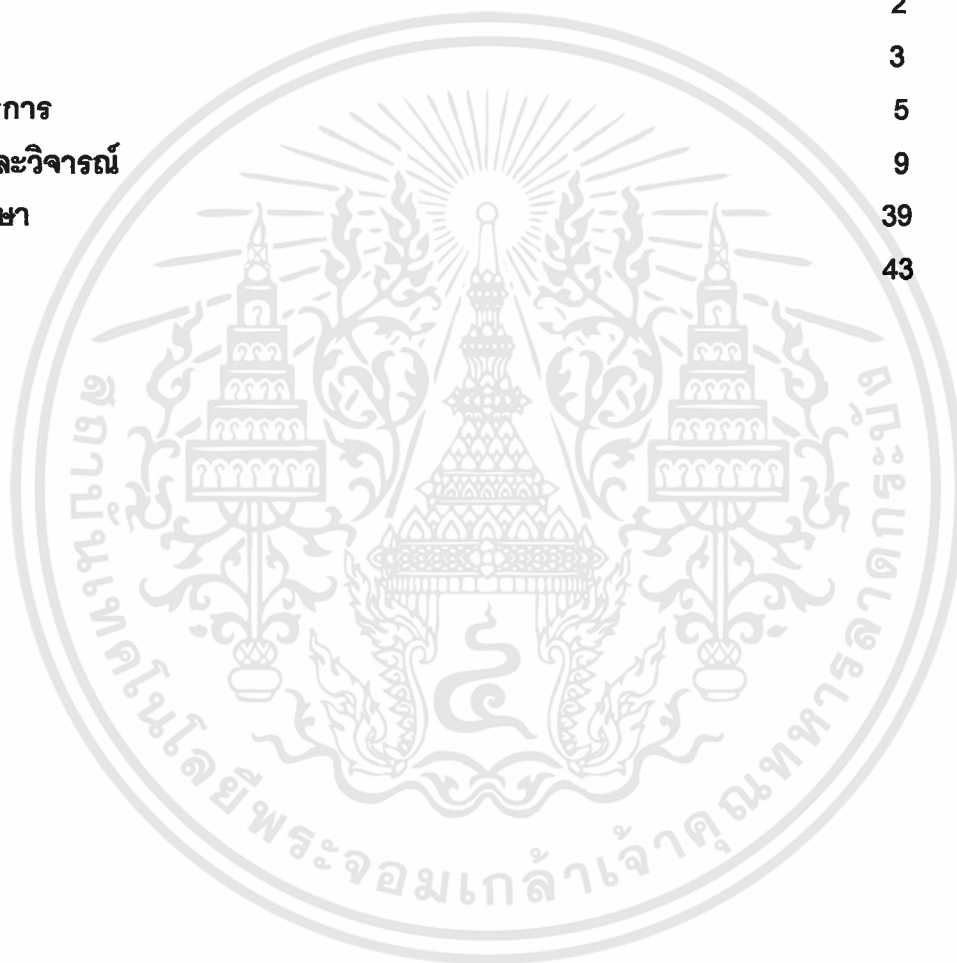 2
3
การ 5
ละวิจารณ์ 9
ษา 39
43
สถาบันเทคโนโลยีพระจอมเกล้าเจ้าคุณทหารลาดกระบัง
๔